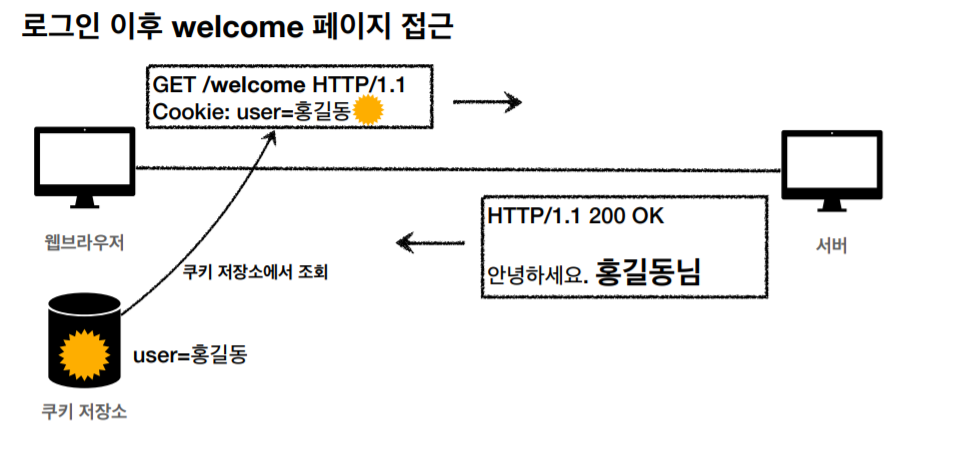 로그인 이후 welcome 페이지 접근
GET /welcome HTTP/1.1
Cookie: user=홍길동
웹브라우저
서버
HTTP/1.1 200 OK
안녕하세요. 홍길동님
쿠키 저장소에서 조회
user=홍길동
쿠키 저장소